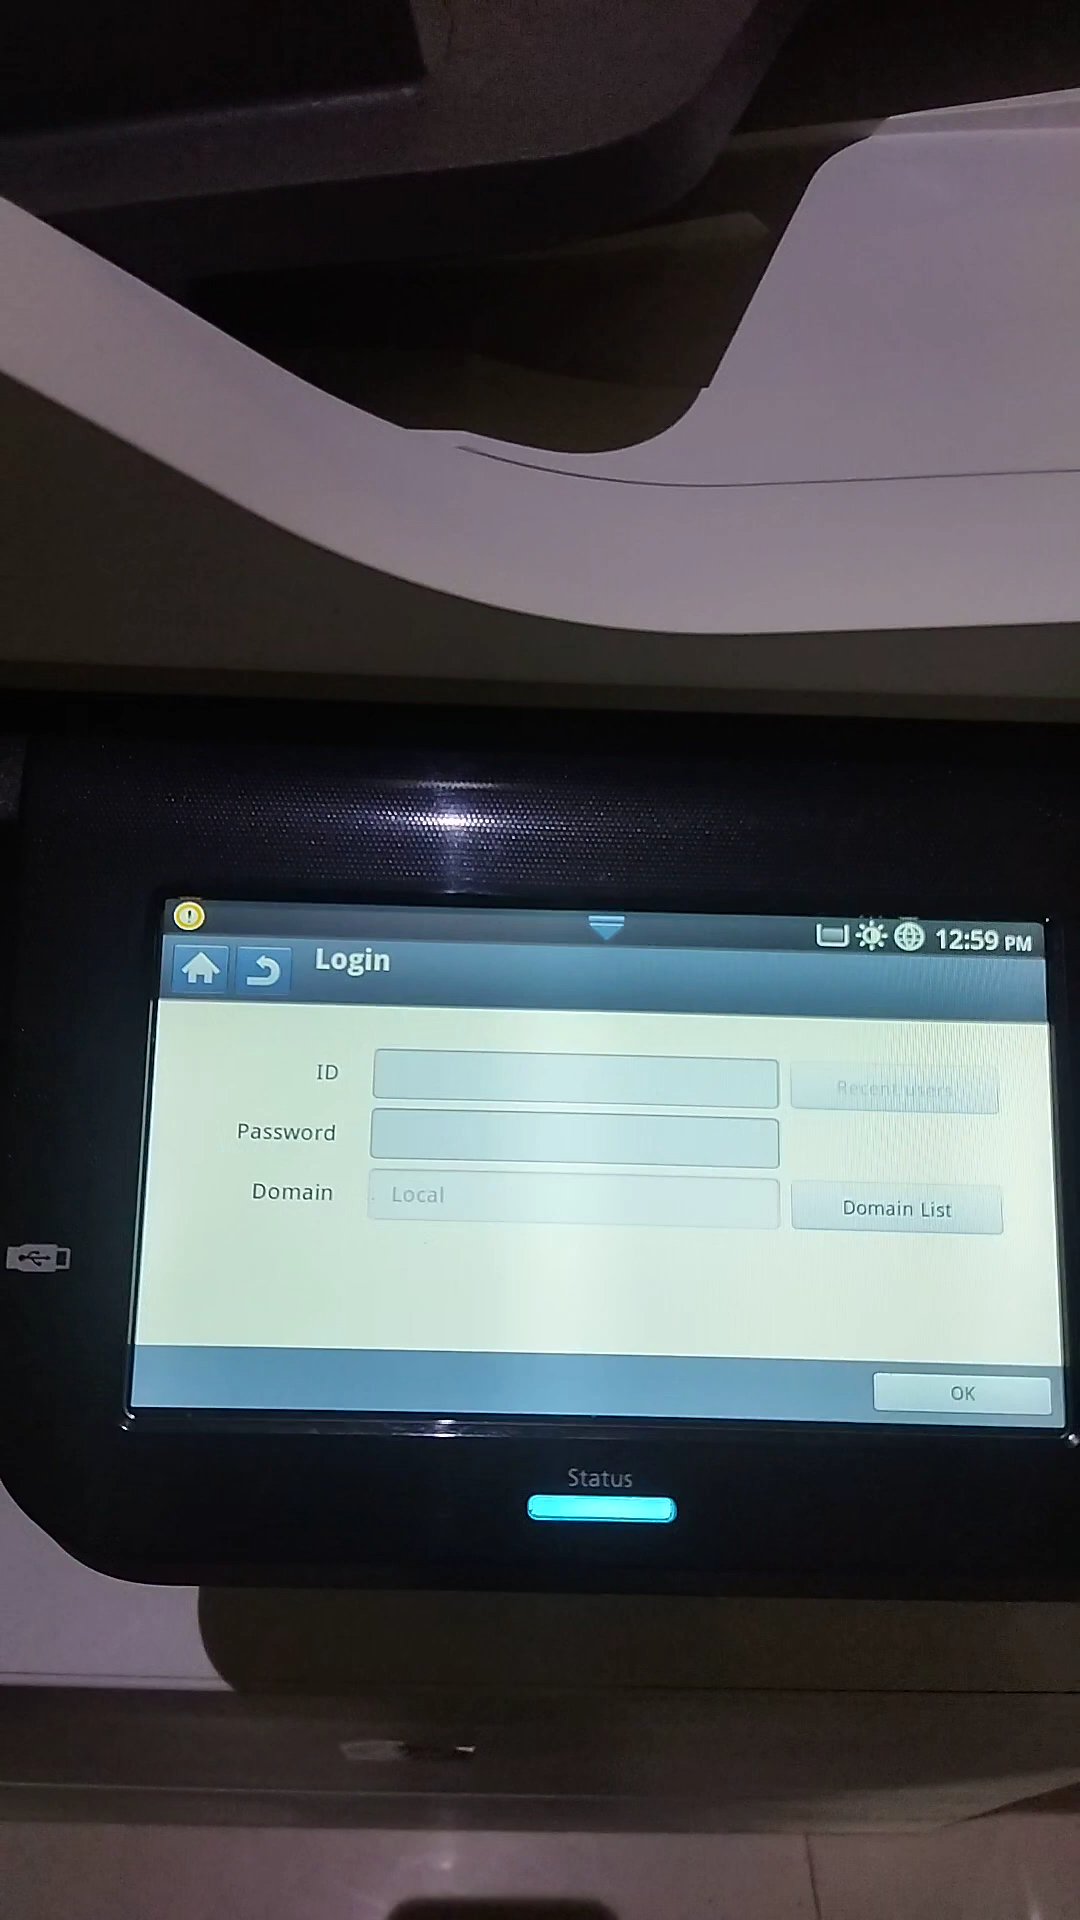 12:59 PM
Login
ID
Recent users
Password
Domain
Local
Domain List
OK
Status